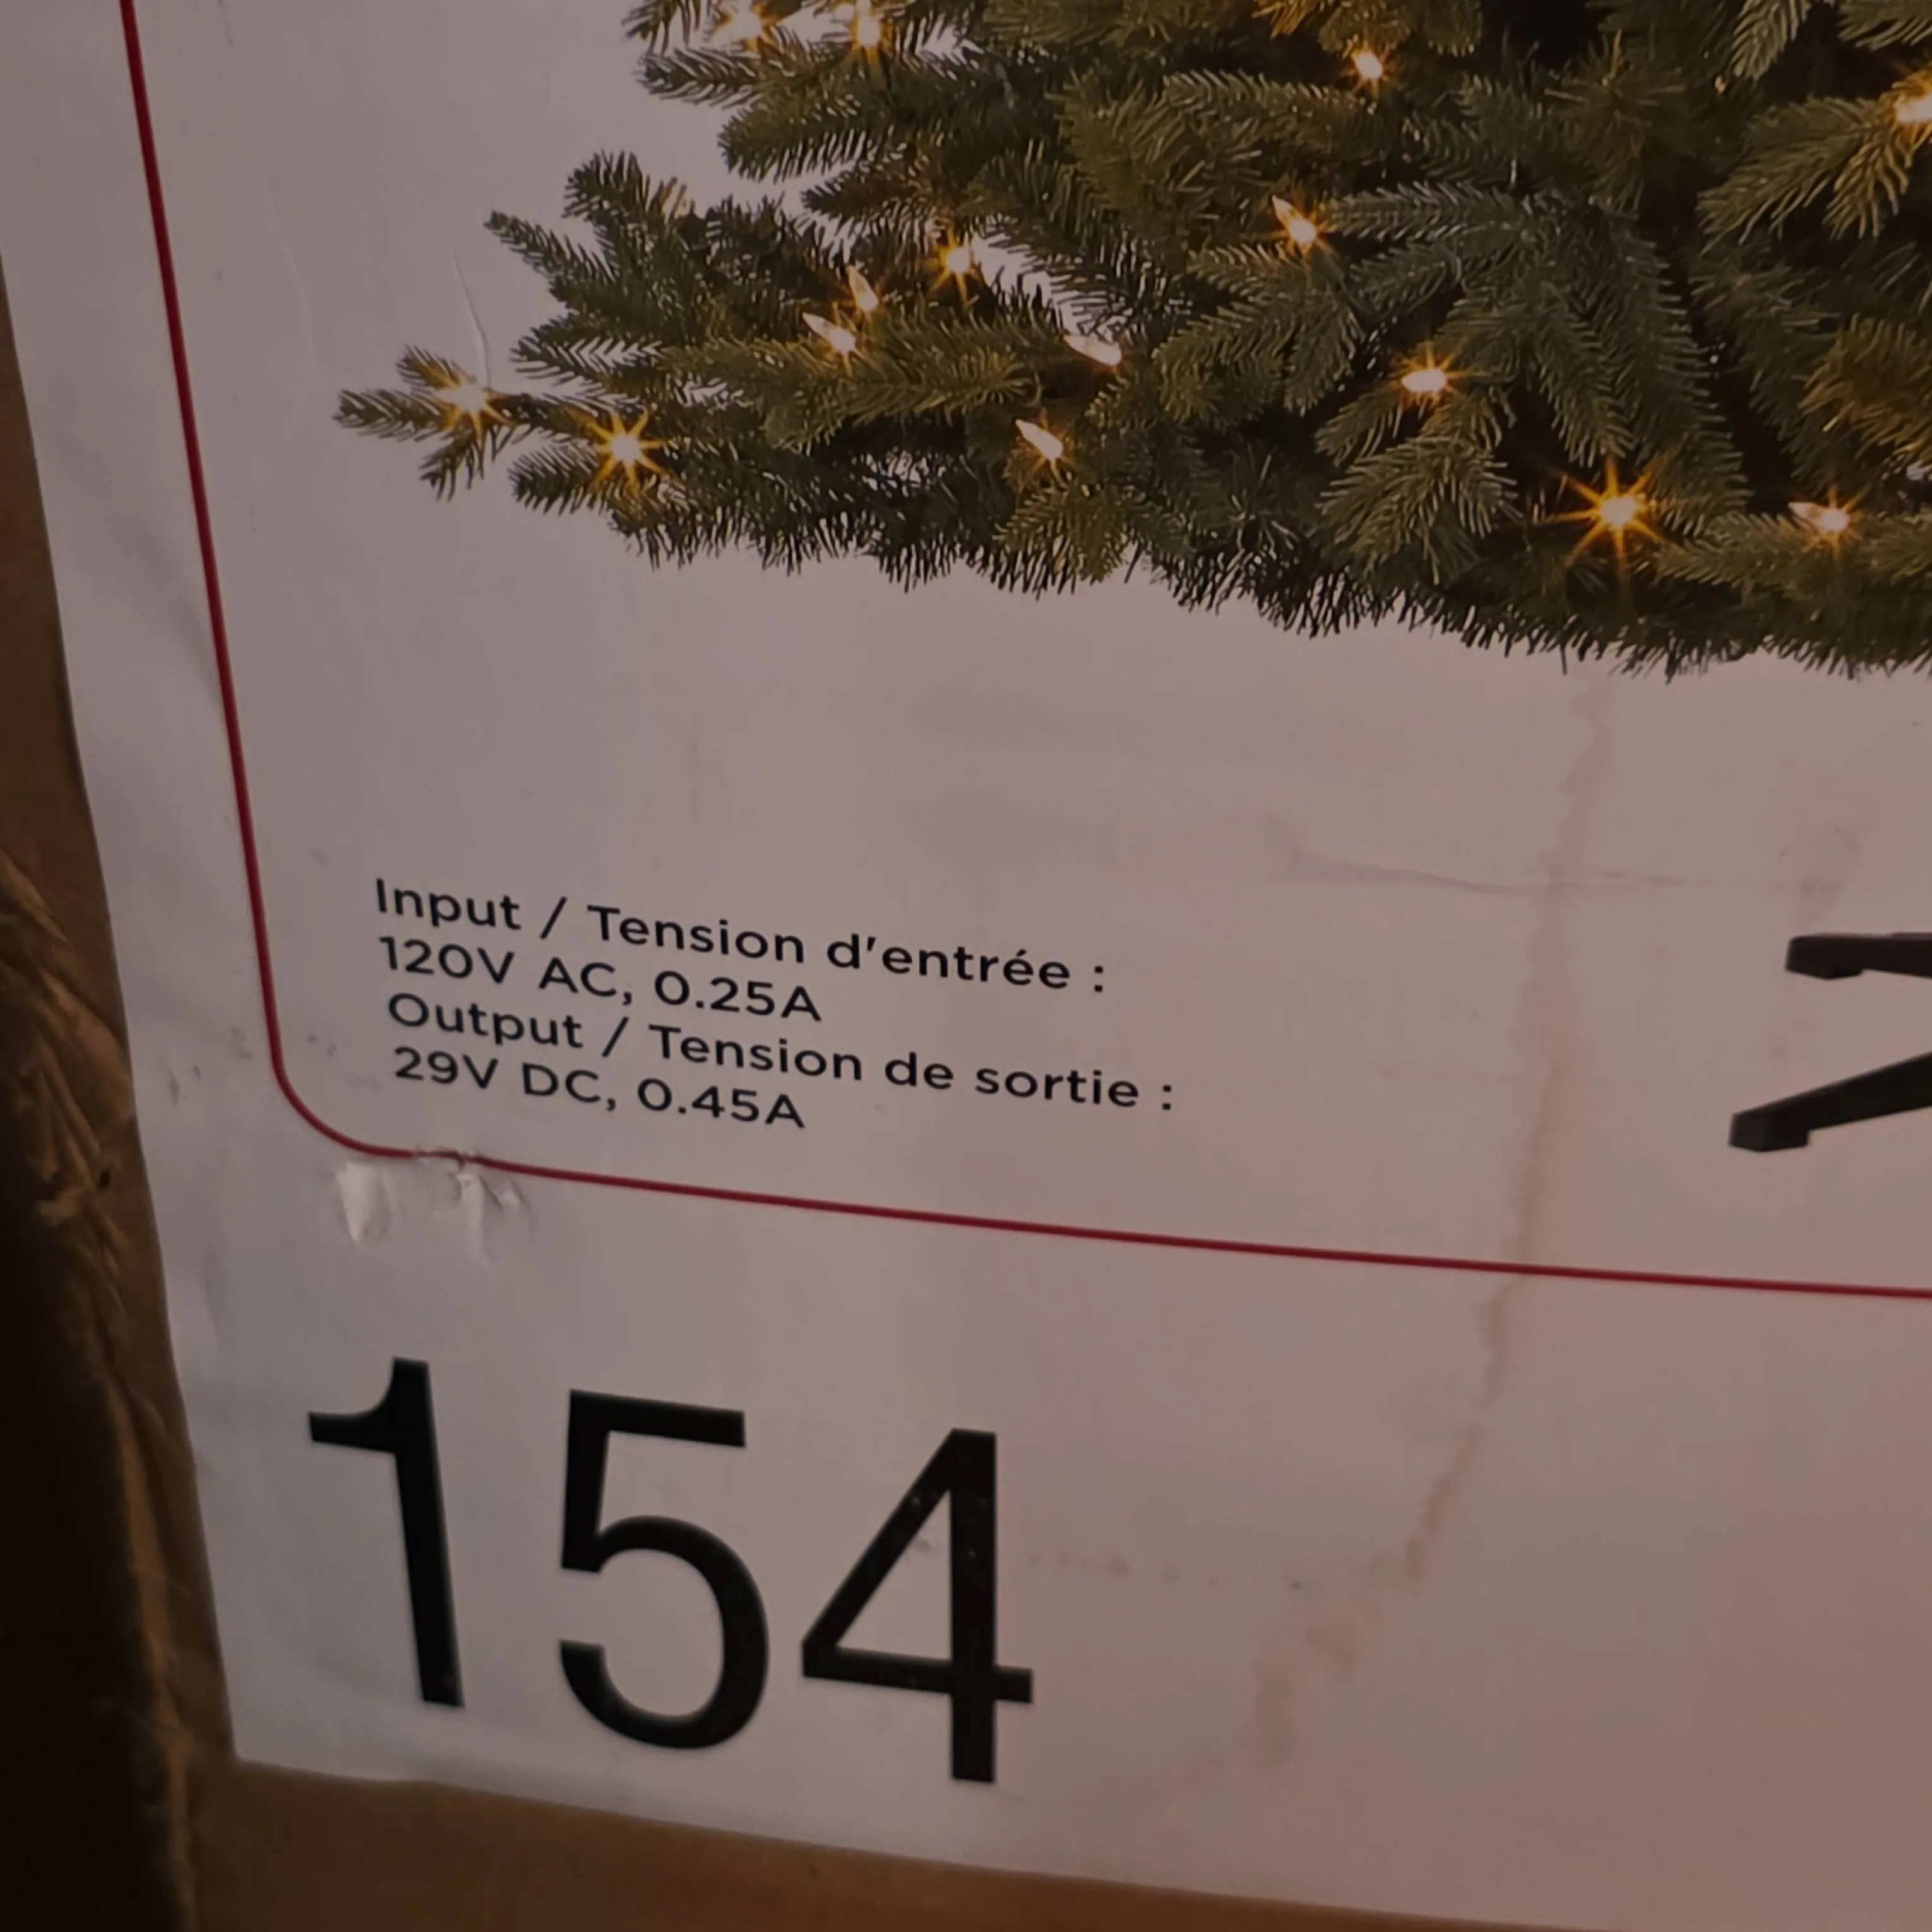 Input / Tension d'entrée :
120V AC, 0.25A
Output / Tension de sortie :
29V DC, 0.45A
154